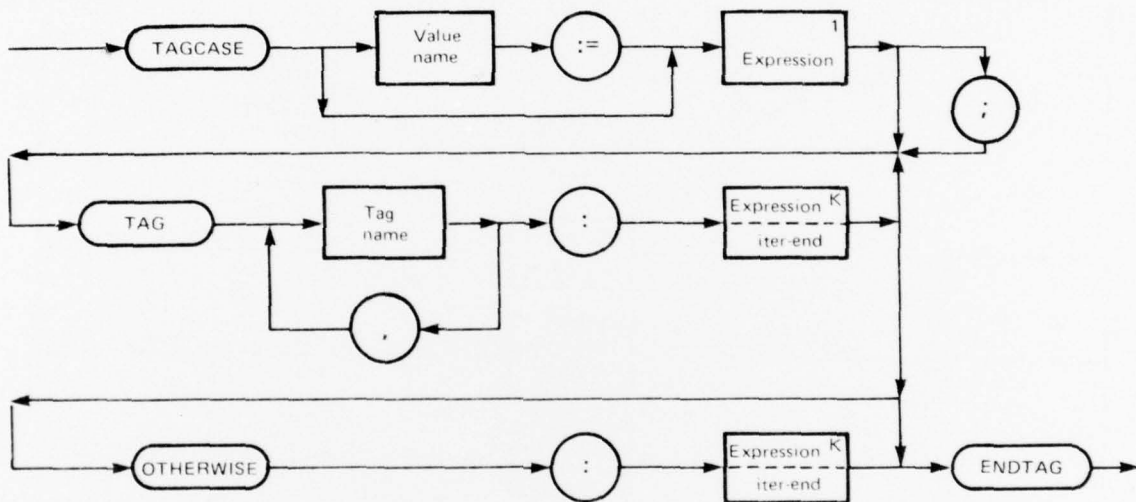 TAGCASE
Value
name
:=
1
Expression
;
TAG
Tag
name
:
Expression K
iter-end
,
OTHERWISE
:
Expression K
iter-end
ENDTAG